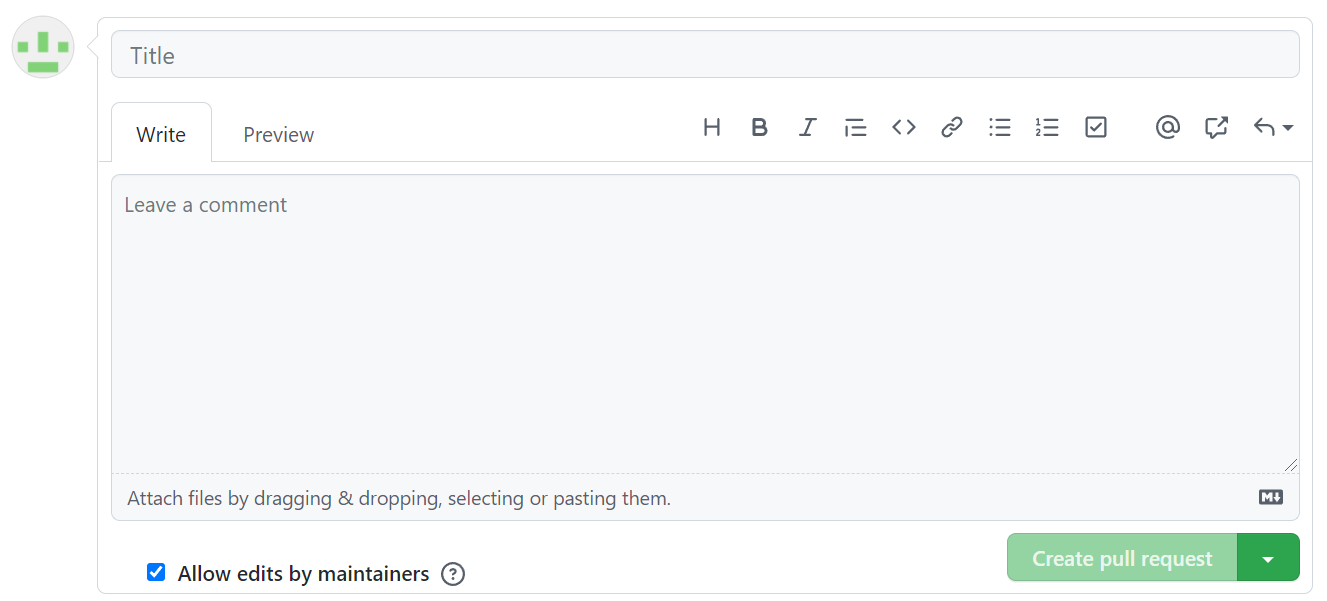 Title
Write Preview
Leave a comment
Attach files by dragging & dropping, selecting or pasting them.
Allow edits by maintainers
Create pull request